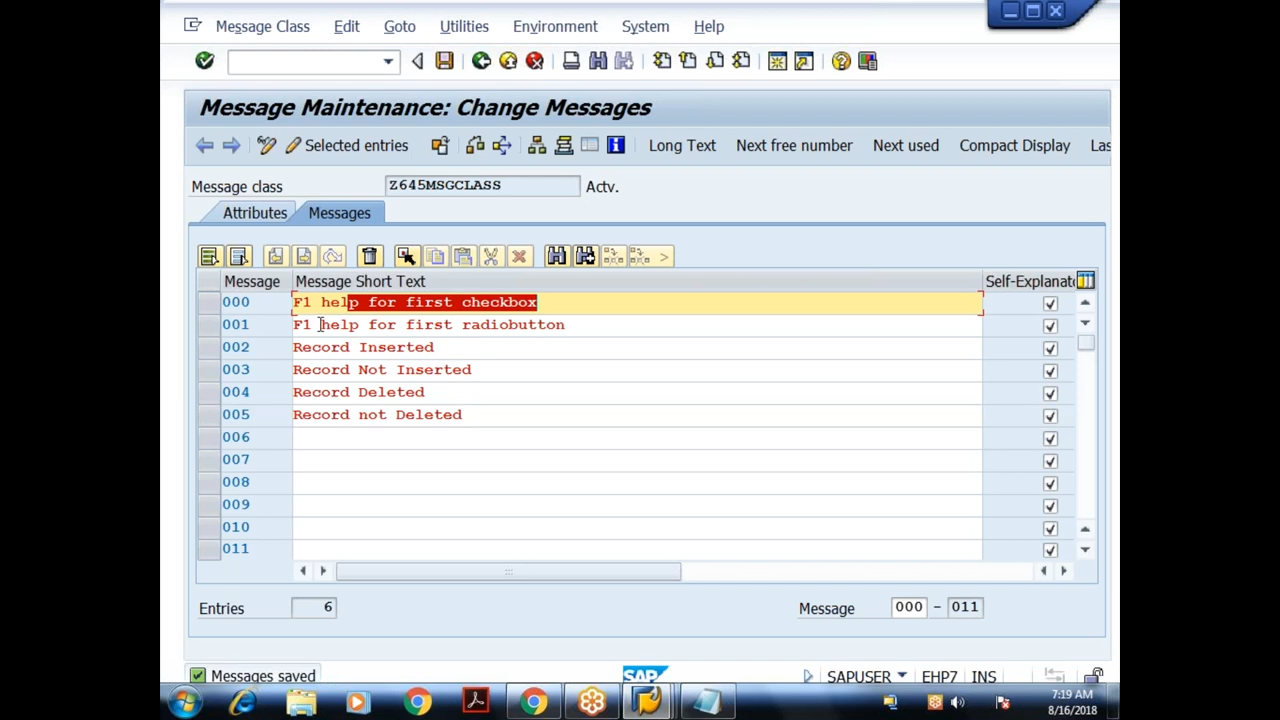 Message Class Edit Goto Utilities Environment System Help
Message Maintenance: Change Messages
Selected entries Long Text Next free number Next used Compact Display Las
Message class Z645MSGCLASS Actv.
Attributes Messages
Message Message Short Text Self-Explanato
000 F1 help for first checkbox
001 F1 help for first radiobutton
002 Record Inserted
003 Record Not Inserted
004 Record Deleted
005 Record not Deleted
006
007
008
009
010
011
Entries 6 Message 000 - 011
Messages saved SAP SAPUSER EHP7 INS
7:19 AM
8/16/2018